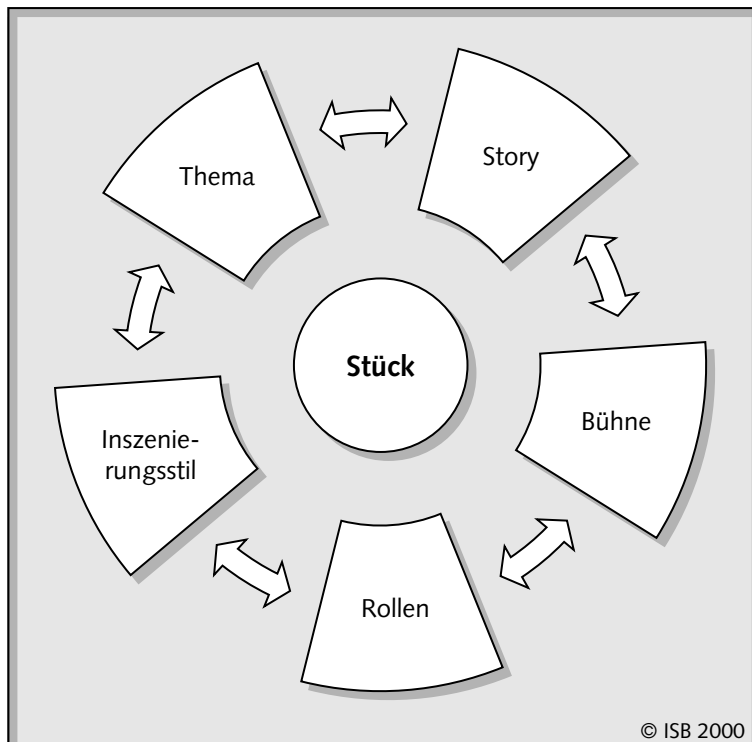 Thema
Story
Stück
Bühne
Inszenie-
rungsstil
Rollen
© ISB 2000